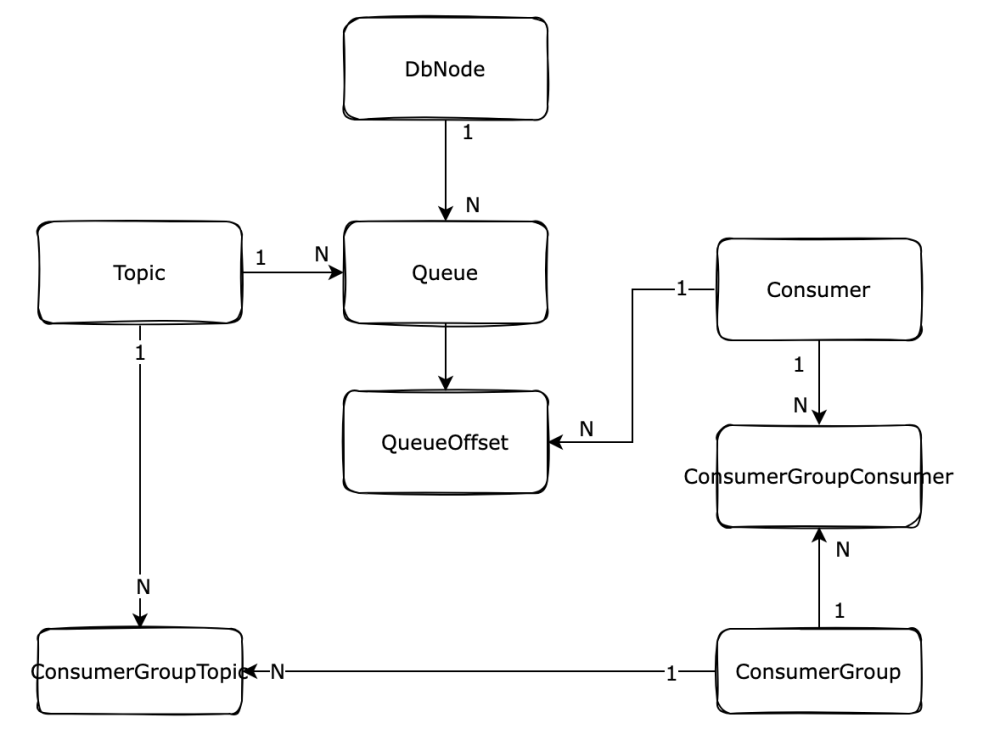 DbNode
1
N
Topic
1
N
Queue
Consumer
1
1
1
N
QueueOffset
N
N
ConsumerGroupConsumer
N
N
1
ConsumerGroupTopic
N
1
ConsumerGroup